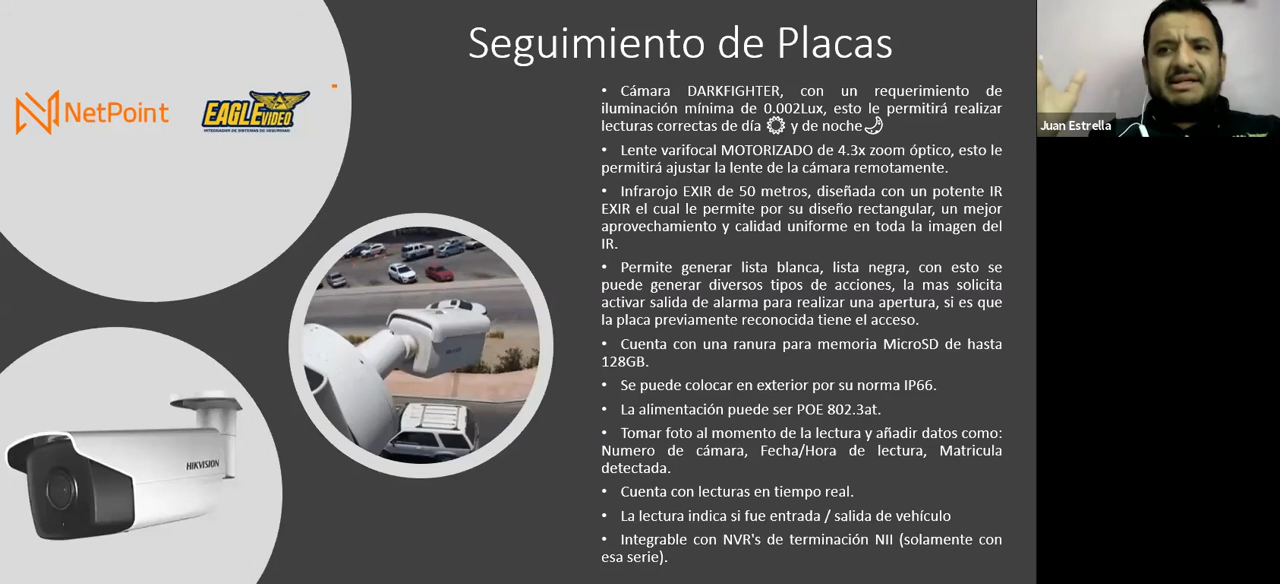 Seguimiento de Placas
NetPoint
EAGLE VIDEO
INTEGRADOR DE SISTEMAS DE SEGURIDAD
• Cámara DARKFIGHTER, con un requerimiento de
iluminación mínima de 0.002Lux, esto le permitirá realizar
lecturas correctas de día y de noche
• Lente varifocal MOTORIZADO de 4.3x zoom óptico, esto le
permitirá ajustar la lente de la cámara remotamente.
• Infrarojo EXIR de 50 metros, diseñada con un potente IR
EXIR el cual le permite por su diseño rectangular, un mejor
aprovechamiento y calidad uniforme en toda la imagen del
IR.
• Permite generar lista blanca, lista negra, con esto se
puede generar diversos tipos de acciones, la mas solicita
activar salida de alarma para realizar una apertura, si es que
la placa previamente reconocida tiene el acceso.
• Cuenta con una ranura para memoria MicroSD de hasta
128GB.
• Se puede colocar en exterior por su norma IP66.
• La alimentación puede ser POE 802.3at.
• Tomar foto al momento de la lectura y añadir datos como:
Numero de cámara, Fecha/Hora de lectura, Matricula
detectada.
• Cuenta con lecturas en tiempo real.
• La lectura indica si fue entrada / salida de vehículo
• Integrable con NVR's de terminación NII (solamente con
esa serie).
HIKVISION
Juan Estrella